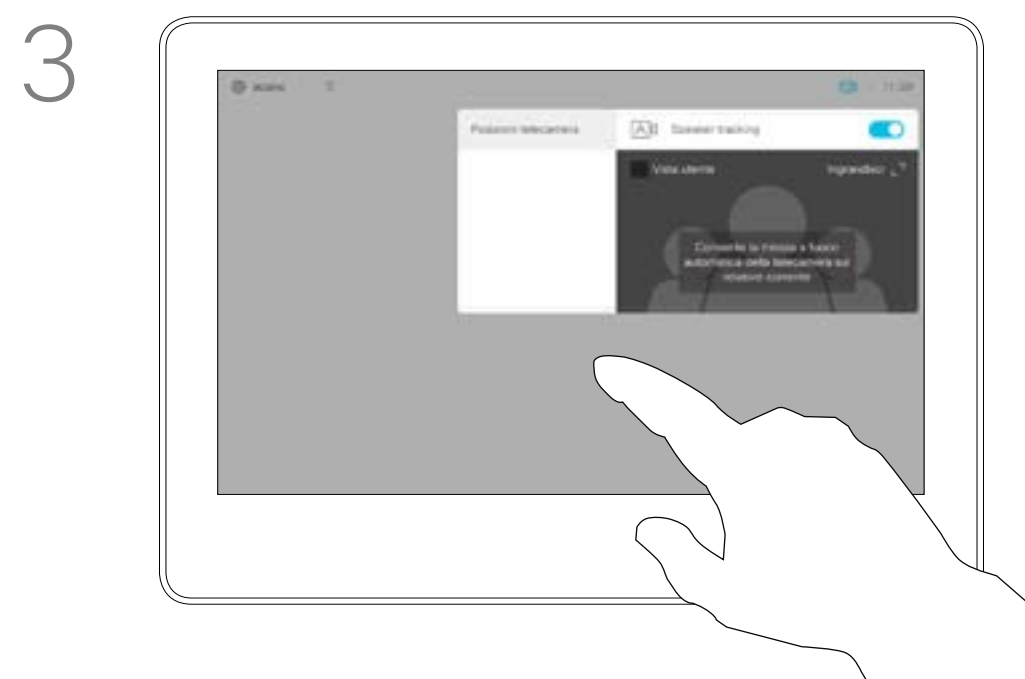 3
Posizioni telecamera
Speaker tracking
Vista utente
Ingrandisci
Consente la messa a fuoco
automatica della telecamera sul
relatore corrente